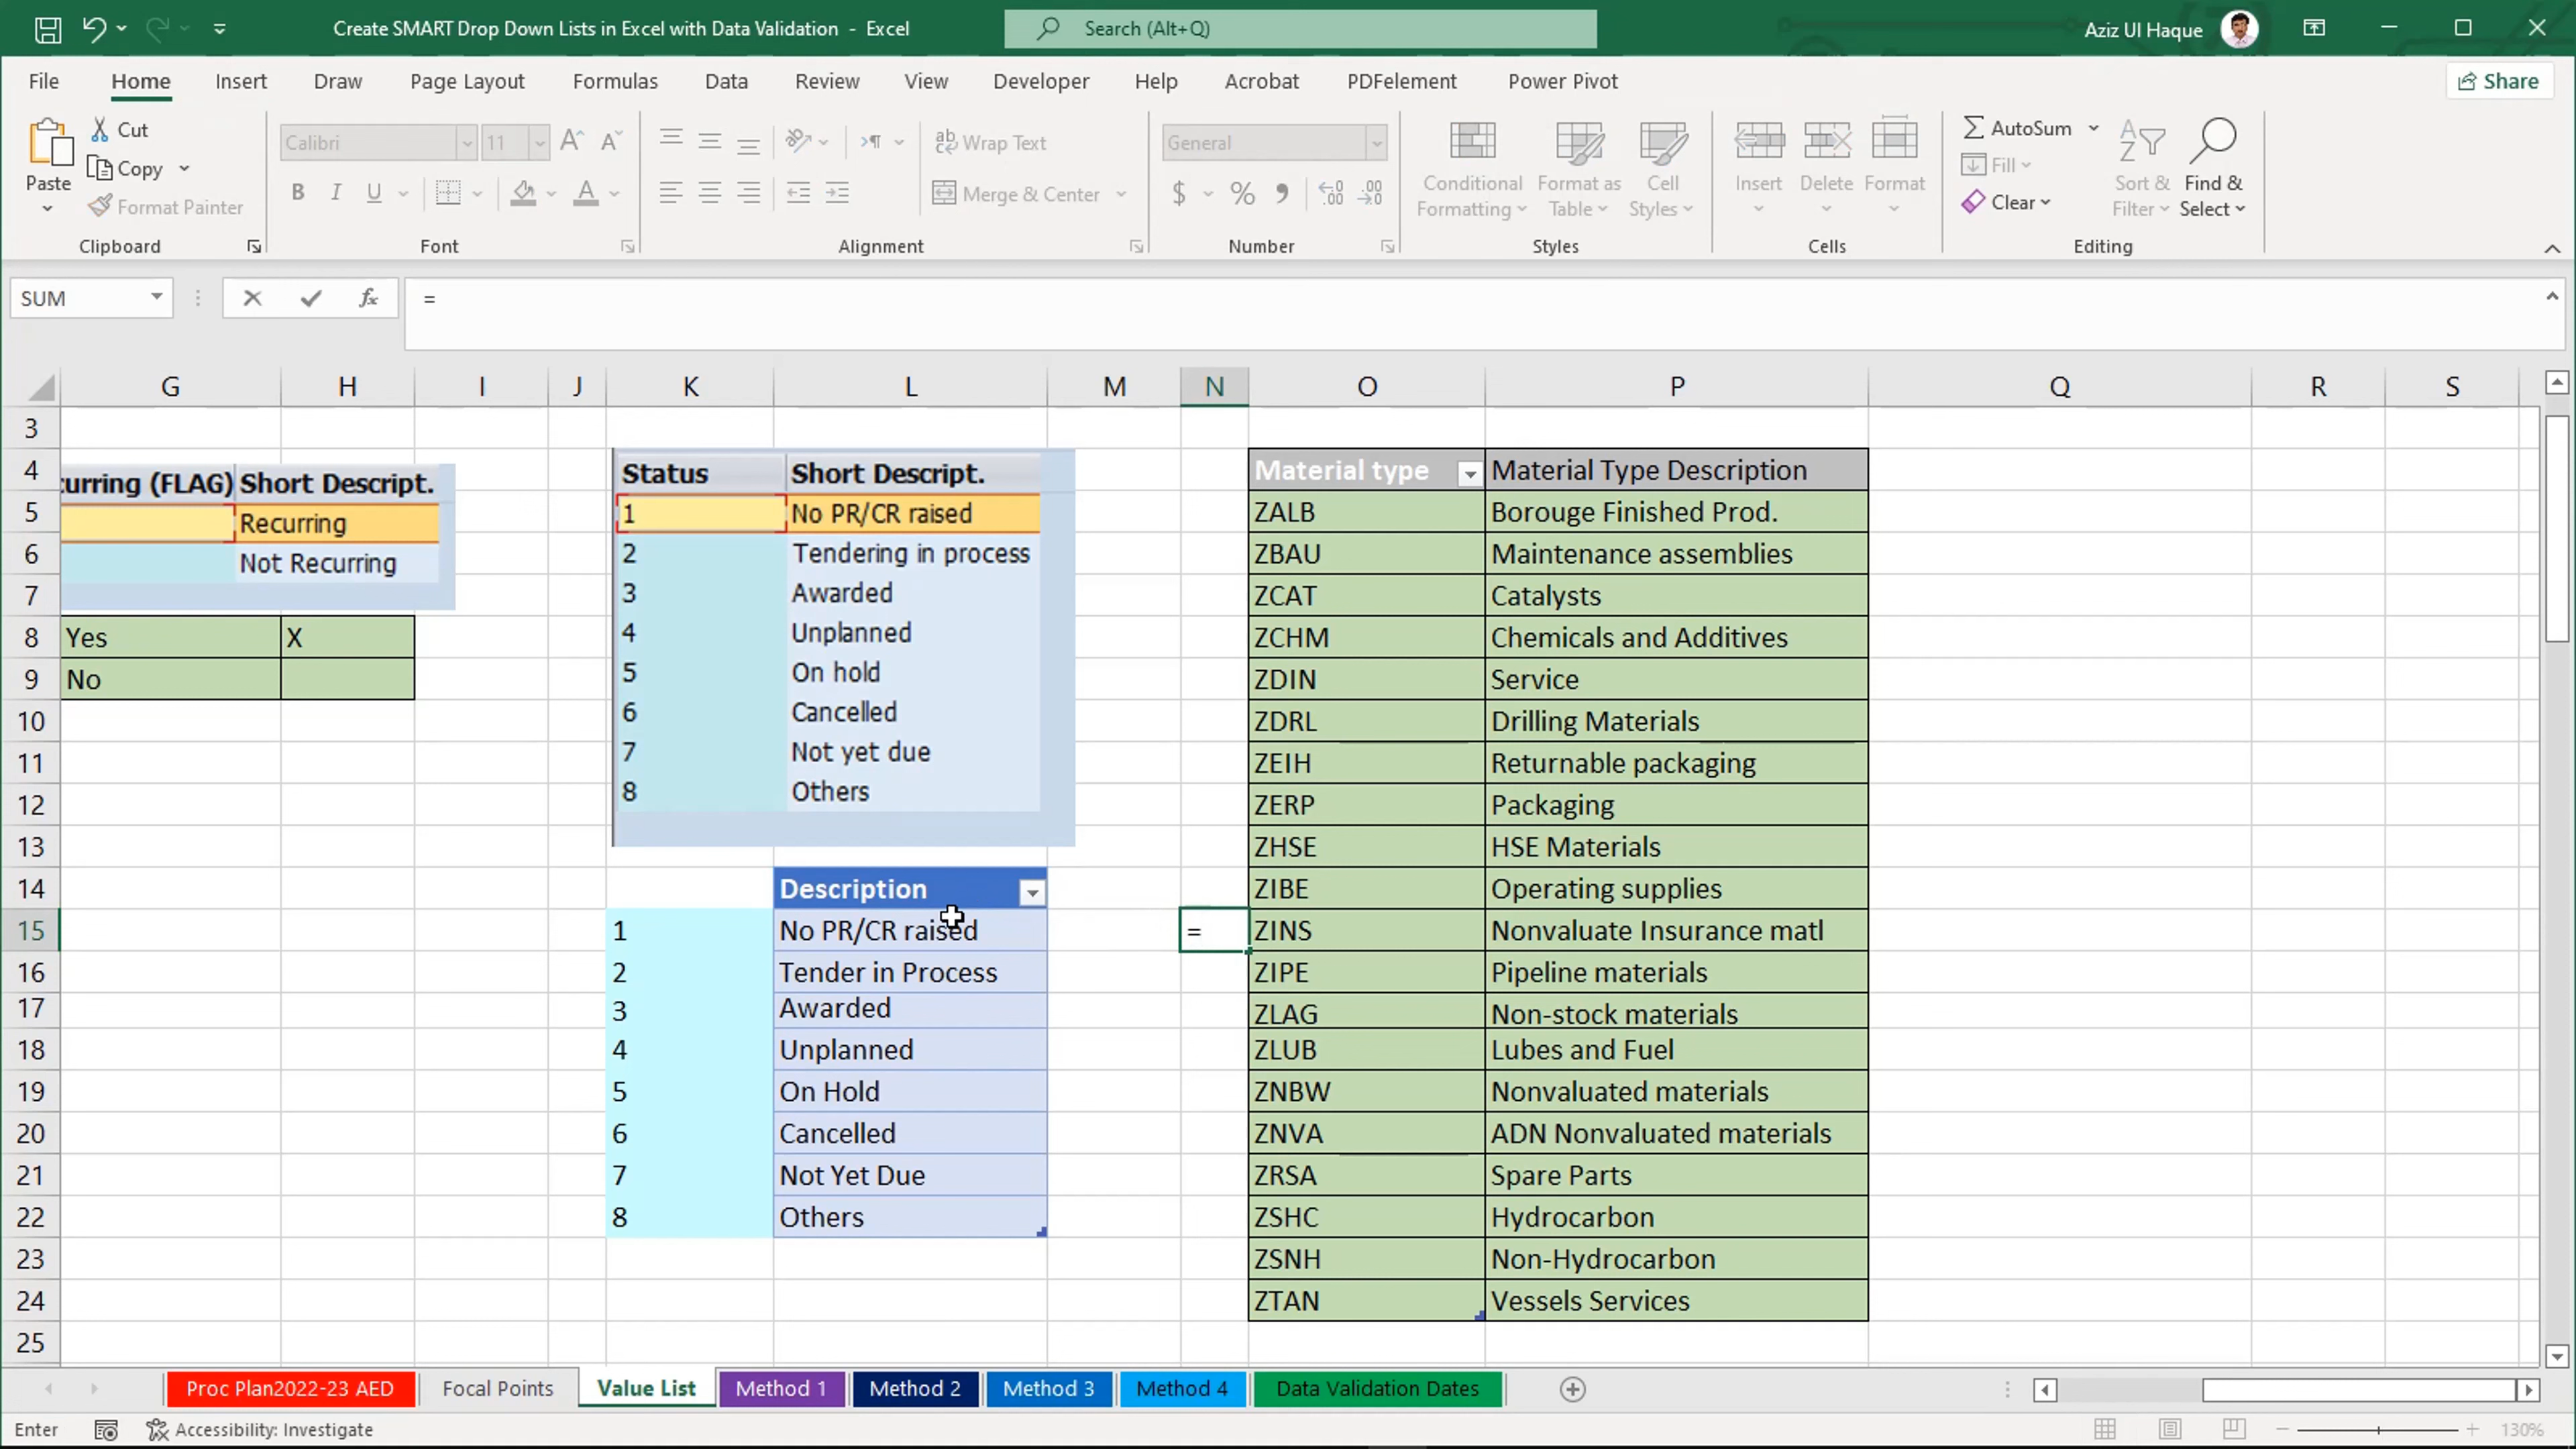 Create SMART Drop Down Lists in Excel with Data Validation - Excel
Search (Alt+Q)
Aziz Ul Haque
File Home Insert Draw Page Layout Formulas Data Review View Developer Help Acrobat PDFelement Power Pivot
Share
Paste
Cut
Copy
Format Painter
Clipboard
Calibri 11
B I U
Font
Wrap Text
Merge & Center
Alignment
General
$ % ,
Number
Conditional Formatting
Format as Table
Cell Styles
Styles
Insert
Delete
Format
Cells
AutoSum
Fill
Clear
Sort & Filter
Find & Select
Editing
SUM
fx
=
G H I J K L M N O P Q R S
3
4 curring (FLAG) Short Descript. Status Short Descript. Material type Material Type Description
5 Recurring 1 No PR/CR raised ZALB Borouge Finished Prod.
6 Not Recurring 2 Tendering in process ZBAU Maintenance assemblies
7 3 Awarded ZCAT Catalysts
8 Yes X 4 Unplanned ZCHM Chemicals and Additives
9 No 5 On hold ZDIN Service
10 6 Cancelled ZDRL Drilling Materials
11 7 Not yet due ZEIH Returnable packaging
12 8 Others ZERP Packaging
13 ZHSE HSE Materials
14 Description ZIBE Operating supplies
15 1 No PR/CR raised = ZINS Nonvaluate Insurance matl
16 2 Tender in Process ZIPE Pipeline materials
17 3 Awarded ZLAG Non-stock materials
18 4 Unplanned ZLUB Lubes and Fuel
19 5 On Hold ZNBW Nonvaluated materials
20 6 Cancelled ZNVA ADN Nonvaluated materials
21 7 Not Yet Due ZRSA Spare Parts
22 8 Others ZSHC Hydrocarbon
23 ZSNH Non-Hydrocarbon
24 ZTAN Vessels Services
25
Proc Plan2022-23 AED Focal Points Value List Method 1 Method 2 Method 3 Method 4 Data Validation Dates
Enter
Accessibility: Investigate
130%